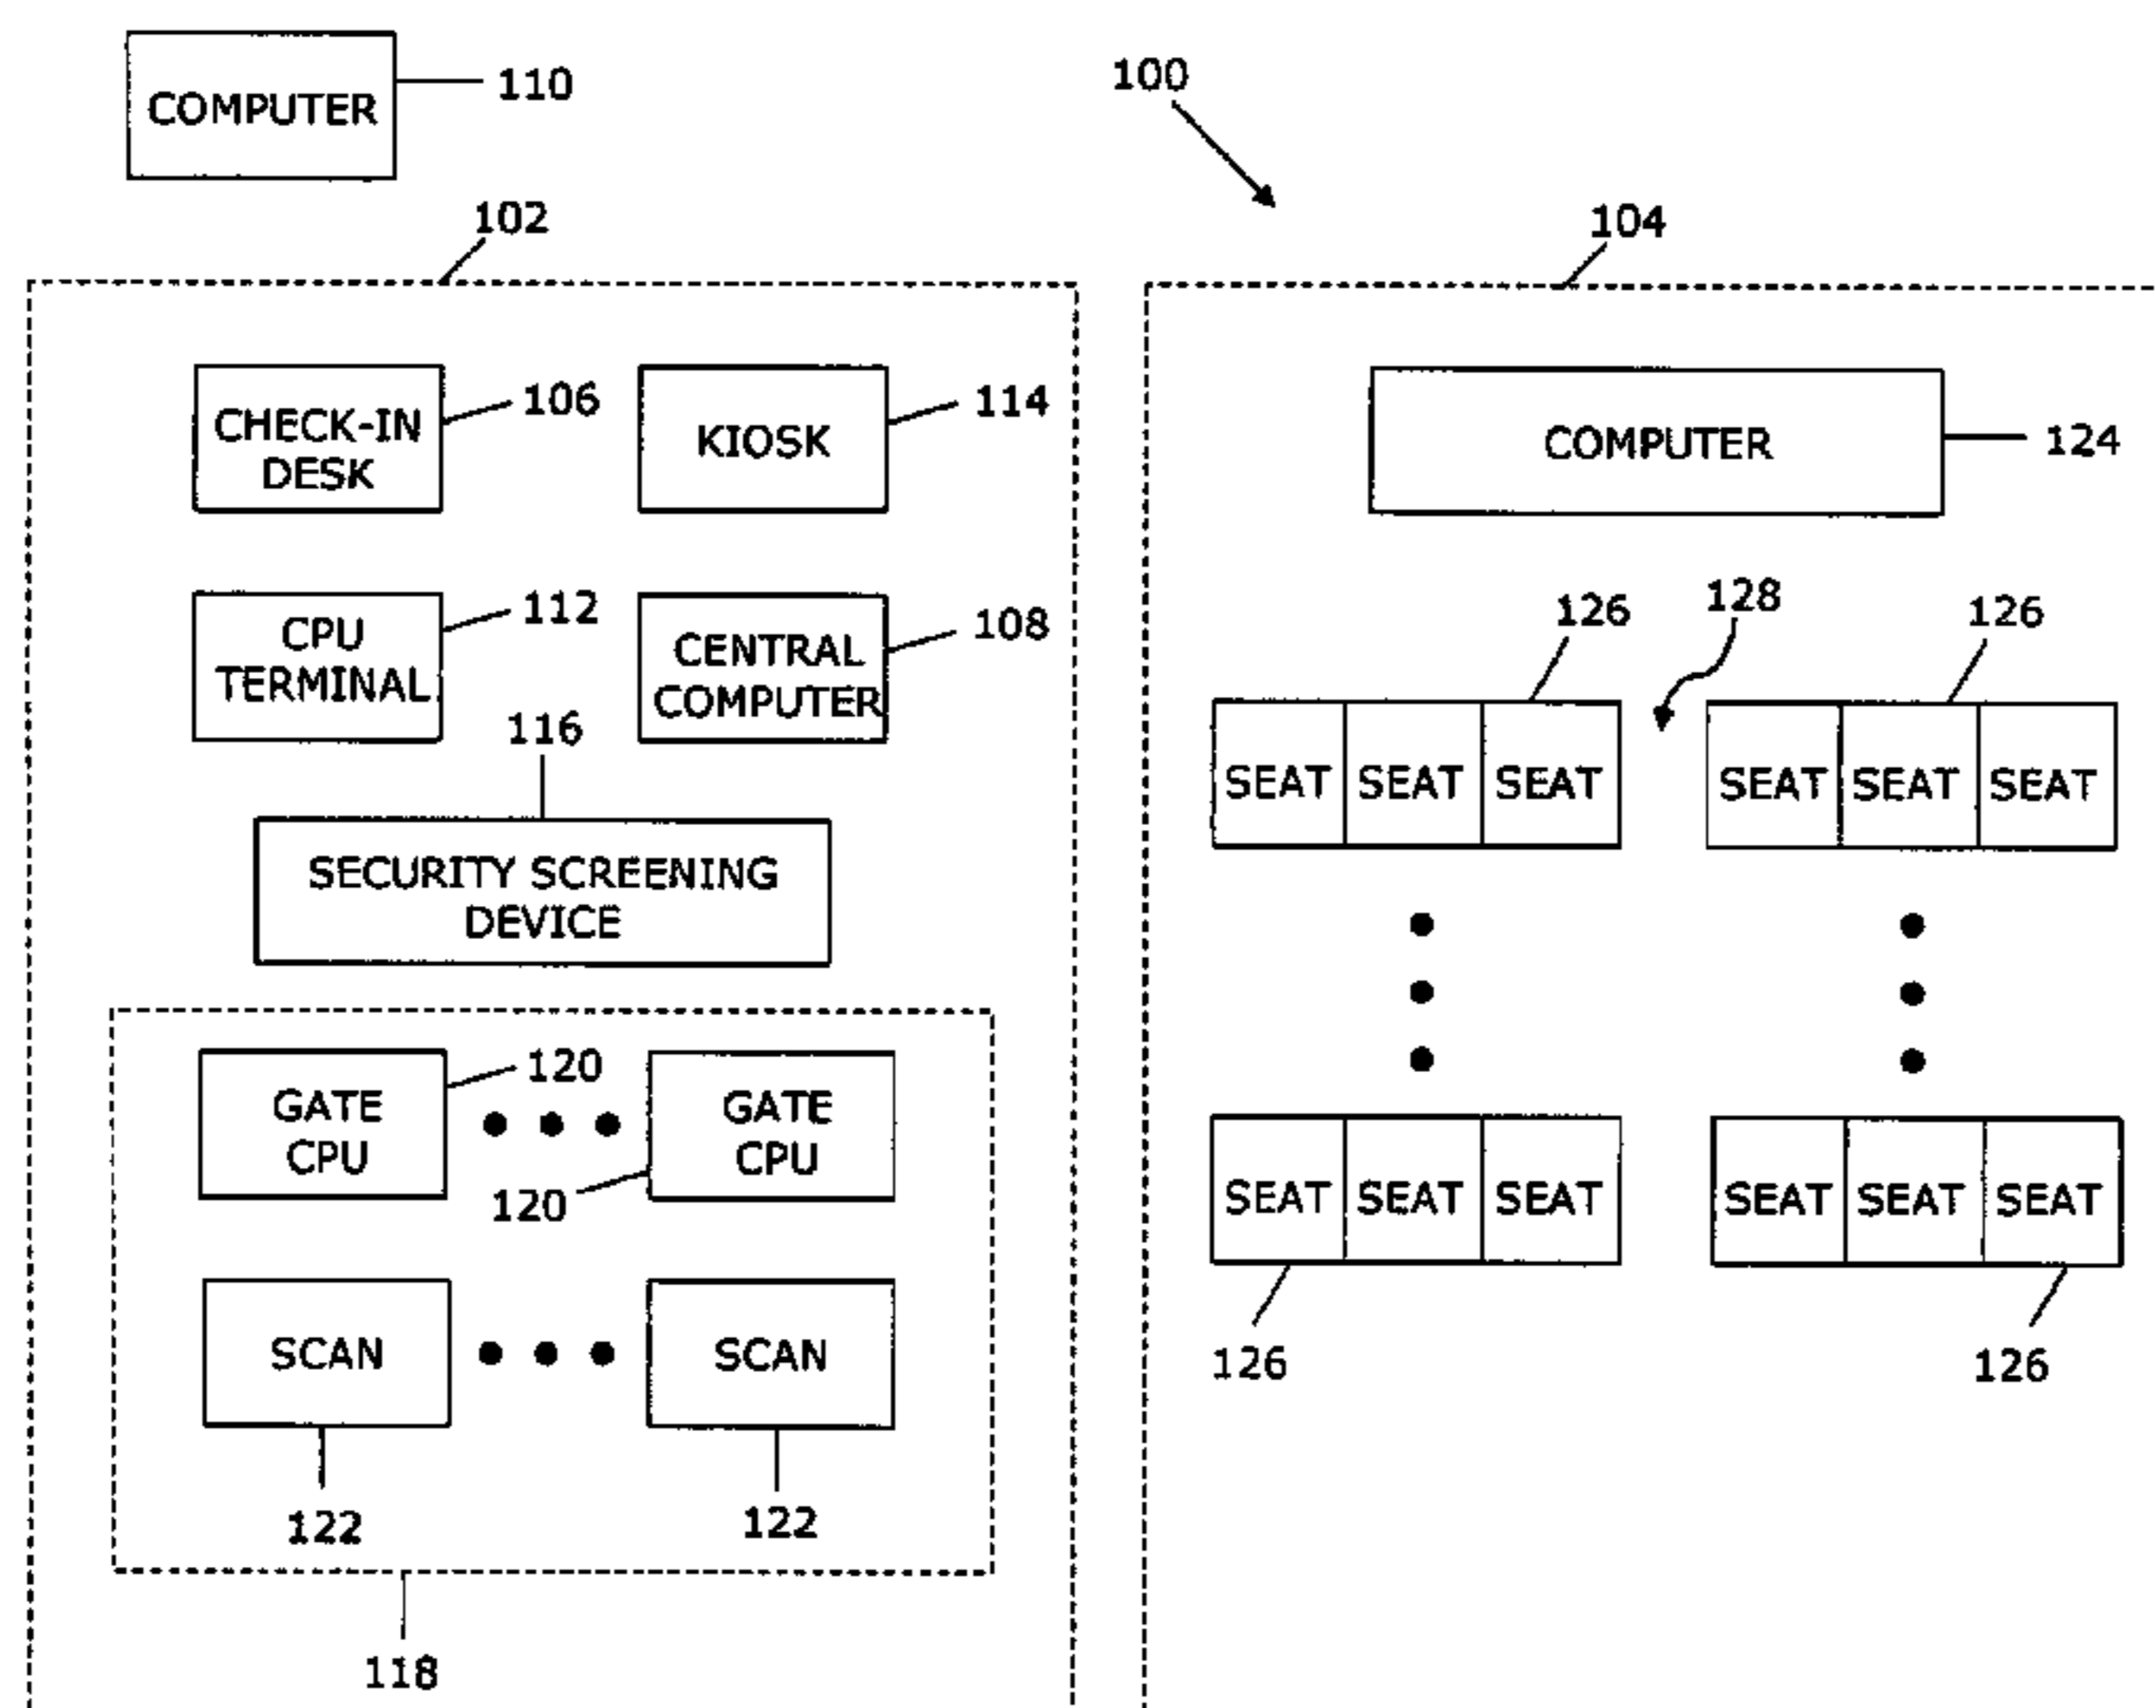 COMPUTER
110
100
102
104
CHECK-IN
DESK
106
KIOSK
114
CPU
TERMINAL
112
CENTRAL
COMPUTER
108
116
SECURITY SCREENING
DEVICE
GATE
CPU
120
GATE
CPU
120
SCAN
SCAN
122
122
118
COMPUTER
124
126
128
126
SEAT SEAT SEAT
SEAT SEAT SEAT
SEAT SEAT SEAT
SEAT SEAT SEAT
126
126